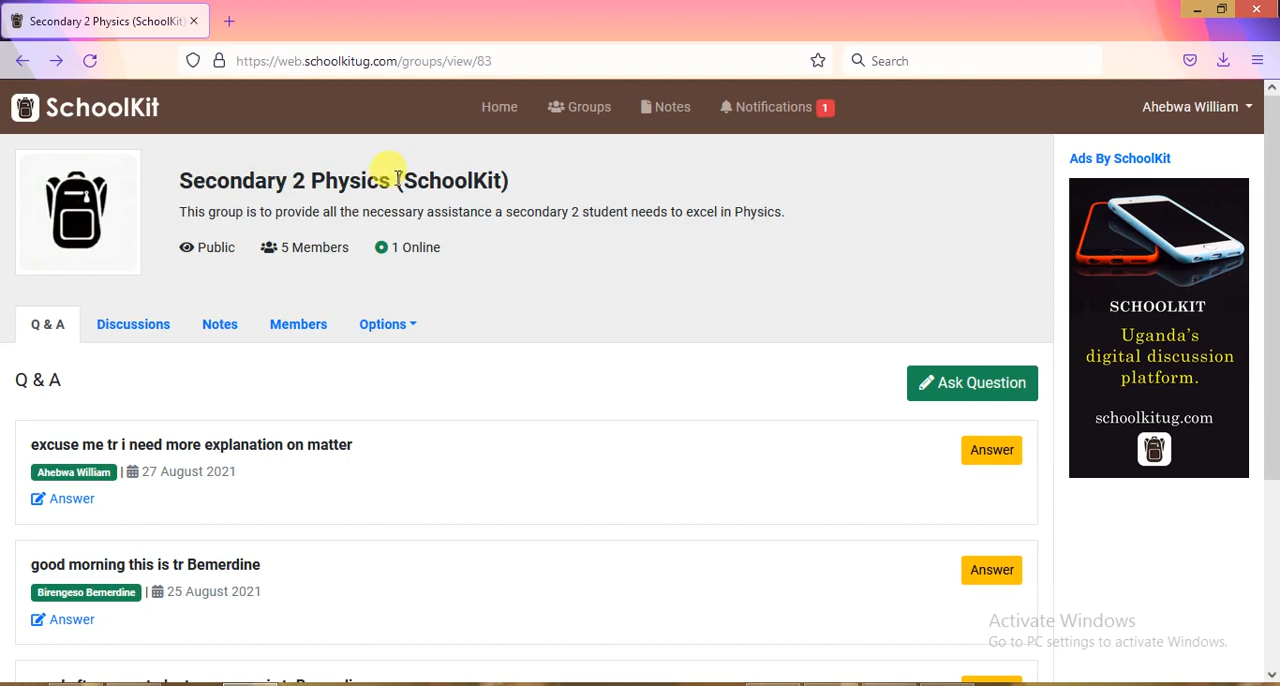 Secondary 2 Physics (SchoolKit)
https://web.schoolkitug.com/groups/view/83
Search
SchoolKit
Home
Groups
Notes
Notifications 1
Ahebwa William
Secondary 2 Physics (SchoolKit)
This group is to provide all the necessary assistance a secondary 2 student needs to excel in Physics.
Public
5 Members
1 Online
Q & A
Discussions
Notes
Members
Options
Q & A
Ask Question
excuse me tr i need more explanation on matter
Ahebwa William | 27 August 2021
Answer
Answer
good morning this is tr Bemerdine
Birengeso Bemerdine | 25 August 2021
Answer
Answer
Ads By SchoolKit
SCHOOLKIT
Uganda's
digital discussion
platform.
schoolkitug.com
Activate Windows
Go to PC settings to activate Windows.